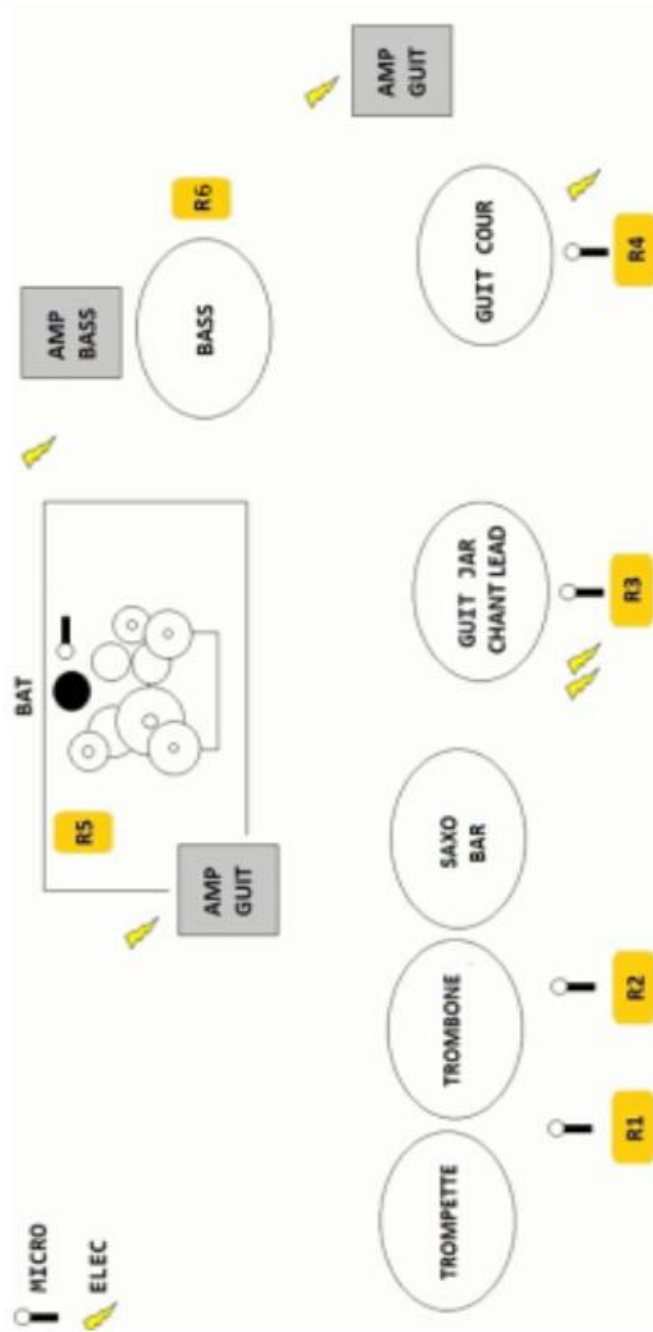 MICRO
ELEC
BAT
R5
AMP
BASS
BASS
R6
AMP
GUIT
AMP
GUIT
TROMPETTE
TROMBONE
SAXO
BAR
GUIT JAR
CHANT LEAD
GUIT COUR
R1
R2
R3
R4